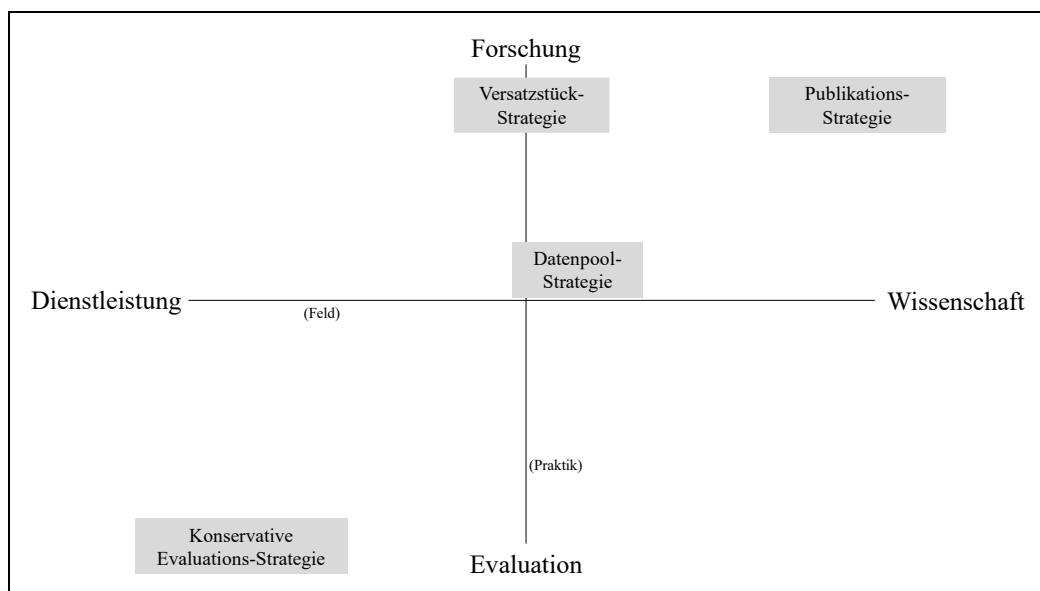 Forschung
Versatzstück-
Strategie
Publikations-
Strategie
Datenpool-
Strategie
Dienstleistung
Wissenschaft
(Feld)
(Praktik)
Konservative
Evaluations-Strategie
Evaluation